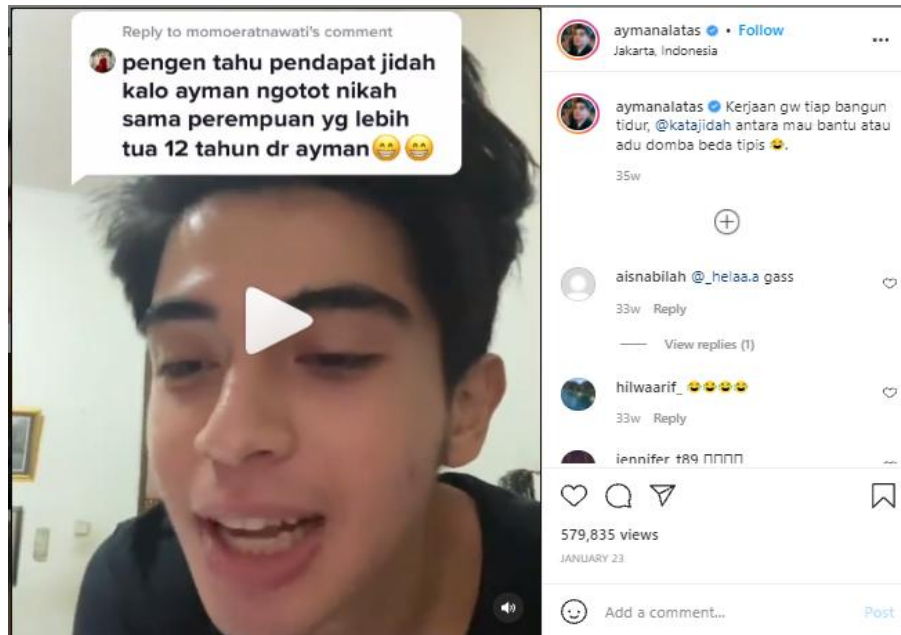 Reply to momoeratnawati's comment
pengen tahu pendapat jidah
kalo ayman ngotot nikah
sama perempuan yg lebih
tua 12 tahun dr ayman😁😁
aymanalatas • Follow
Jakarta, Indonesia
aymanalatas Kerjaan gw tiap bangun
tidur, @katajidah antara mau bantu atau
adu domba beda tipis 😂.
35w
aisnabilah @_helaa.a gass
33w Reply
View replies (1)
hilwaarif_ 😂😂😂😂
33w Reply
jennifer_t89
579,835 views
JANUARY 23
Add a comment...
Post